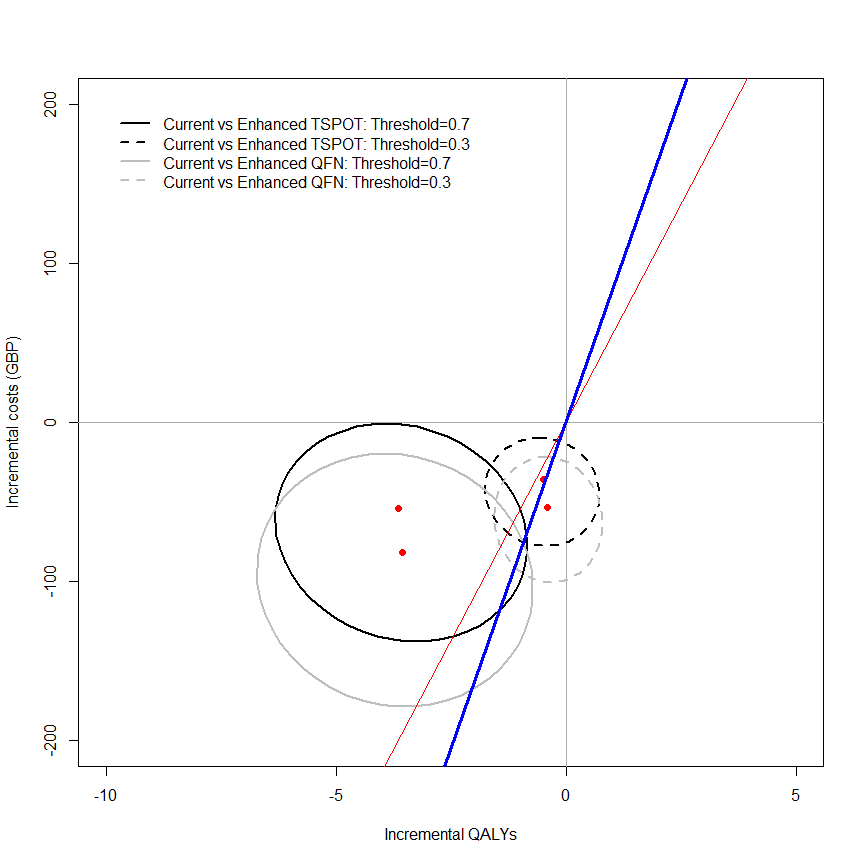 Current vs Enhanced TSPOT: Threshold=0.7
Current vs Enhanced TSPOT: Threshold=0.3
Current vs Enhanced QFN: Threshold=0.7
Current vs Enhanced QFN: Threshold=0.3
Incremental costs (GBP)
200
100
0
-100
-200
-10
-5
0
5
Incremental QALYs